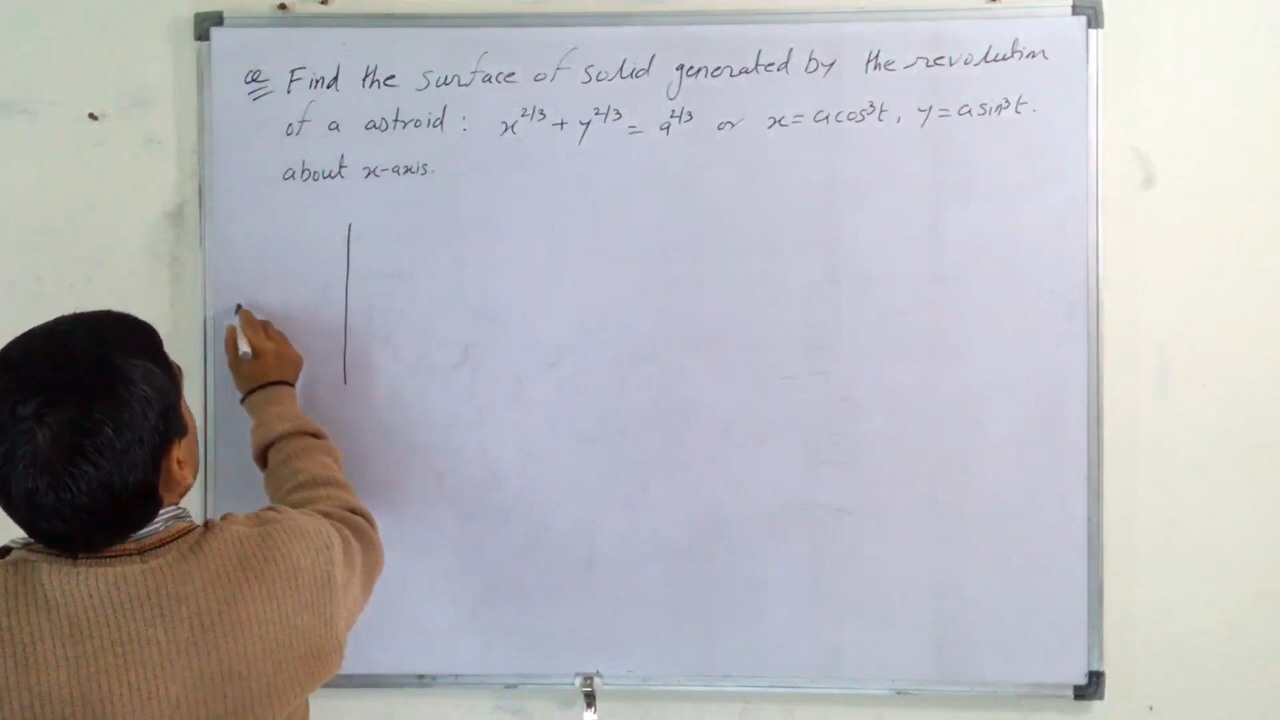 Q Find the surface of solid generated by the revolution
of a astroid : x^2/3 + y^2/3 = a^2/3 or x = a cos^3 t , y = a sin^3 t .
about x-axis.